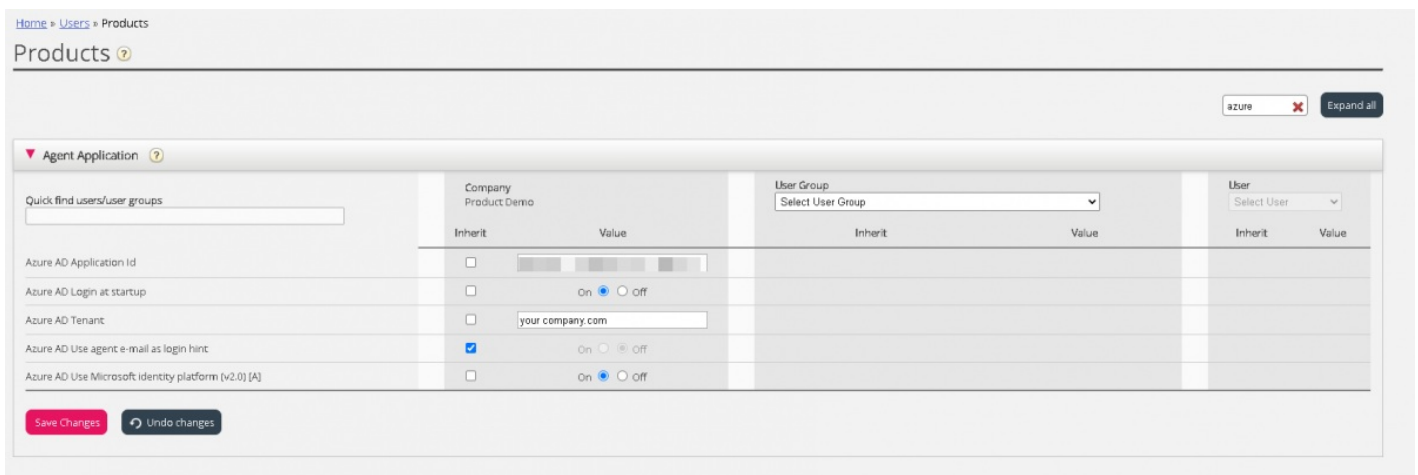 Home » Users » Products
Products ?
azure
Expand all
Agent Application ?
Quick find users/user groups
Company
Product Demo
User Group
Select User Group
User
Select User
Inherit Value Inherit Value Inherit Value
Azure AD Application Id
Azure AD Login at startup On Off
Azure AD Tenant your company.com
Azure AD Use agent e-mail as login hint On Off
Azure AD Use Microsoft identity platform (v2.0) [A] On Off
Save Changes Undo changes